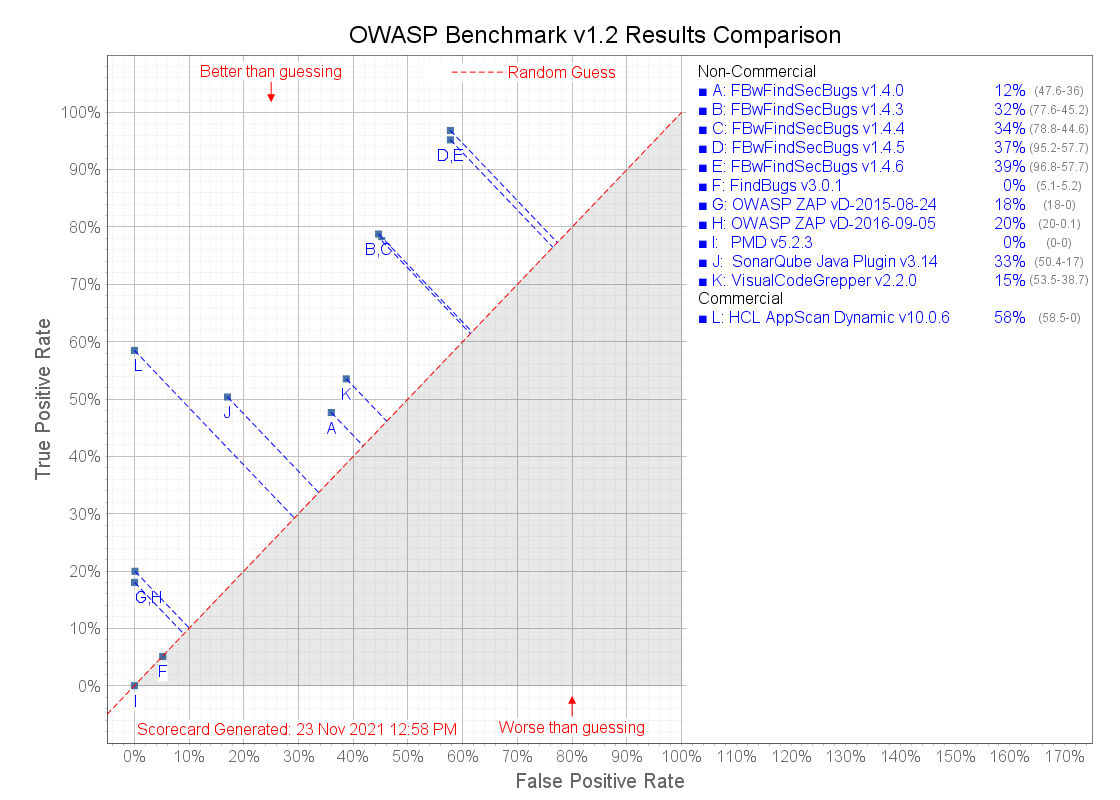 OWASP Benchmark v1.2 Results Comparison
Better than guessing
Random Guess
Non-Commercial
A: FBwFindSecBugs v1.4.0 12% (47.6-36)
B: FBwFindSecBugs v1.4.3 32% (77.6-45.2)
C: FBwFindSecBugs v1.4.4 34% (78.8-44.6)
D: FBwFindSecBugs v1.4.5 37% (95.2-57.7)
E: FBwFindSecBugs v1.4.6 39% (96.8-57.7)
F: FindBugs v3.0.1 0% (5.1-5.2)
G: OWASP ZAP vD-2015-08-24 18% (18-0)
H: OWASP ZAP vD-2016-09-05 20% (20-0.1)
I: PMD v5.2.3 0% (0-0)
J: SonarQube Java Plugin v3.14 33% (50.4-17)
K: VisualCodeGrepper v2.2.0 15% (53.5-38.7)
Commercial
L: HCL AppScan Dynamic v10.0.6 58% (58.5-0)
True Positive Rate
100%
90%
80%
70%
60%
50%
40%
30%
20%
10%
0%
D,E
B,C
L
K
J
A
G,H
F
I
Scorecard Generated: 23 Nov 2021 12:58 PM
Worse than guessing
0% 10% 20% 30% 40% 50% 60% 70% 80% 90% 100% 110% 120% 130% 140% 150% 160% 170%
False Positive Rate